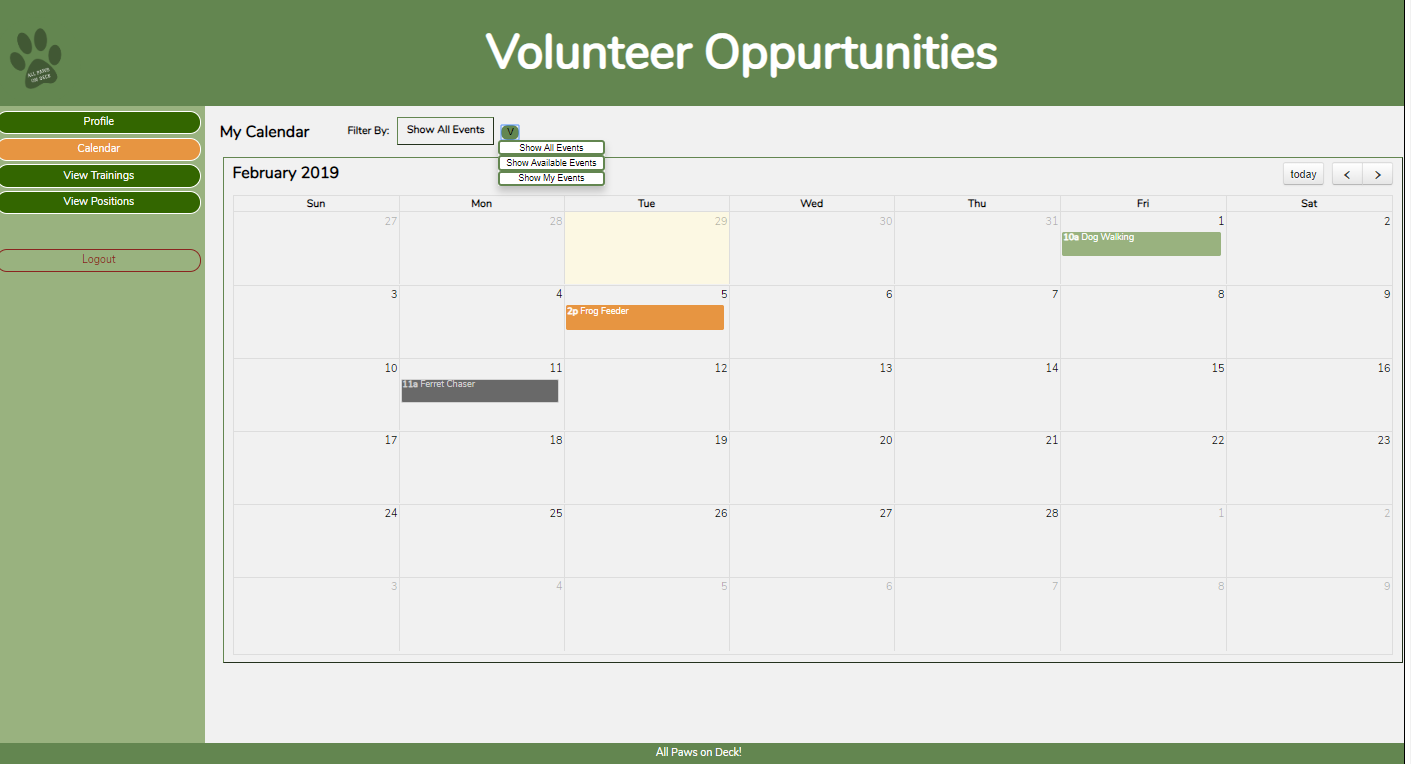 ALL PAWS
ON DECK
Volunteer Oppurtunities
Profile
Calendar
View Trainings
View Positions
Logout
My Calendar Filter By: Show All Events V
Show All Events
Show Available Events
Show My Events
February 2019 today < >
Sun Mon Tue Wed Thu Fri Sat
27 28 29 30 31 1 2
10a Dog Walking
3 4 5 6 7 8 9
2p Frog Feeder
10 11 12 13 14 15 16
11a Ferret Chaser
17 18 19 20 21 22 23
24 25 26 27 28 1 2
3 4 5 6 7 8 9
All Paws on Deck!